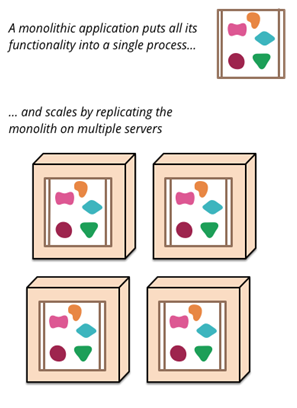 A monolithic application puts all its
functionality into a single process...
... and scales by replicating the
monolith on multiple servers